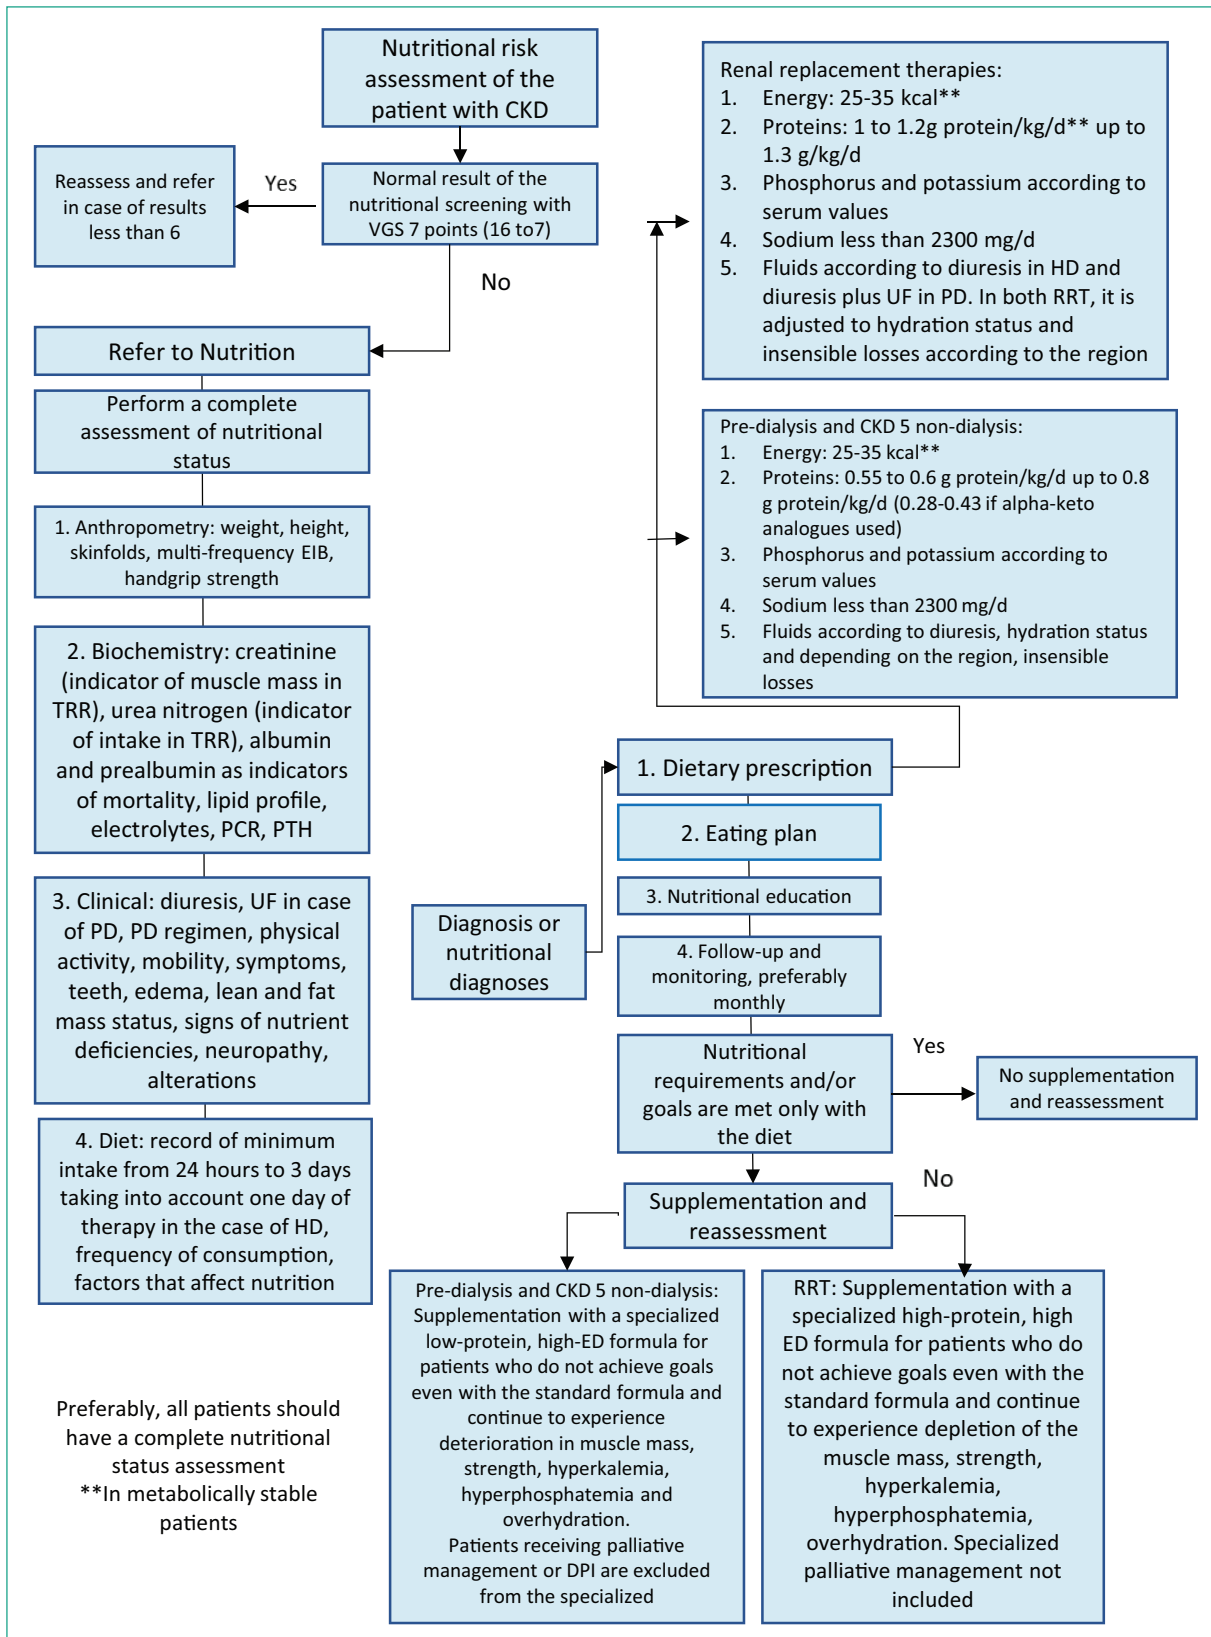 Nutritional risk
assessment of the
patient with CKD
Reassess and refer
in case of results
less than 6
Yes
Normal result of the
nutritional screening with
VGS 7 points (16 to7)
No
Refer to Nutrition
Perform a complete
assessment of nutritional
status
1. Anthropometry: weight, height,
skinfolds, multi-frequency EIB,
handgrip strength
2. Biochemistry: creatinine
(indicator of muscle mass in
TRR), urea nitrogen (indicator
of intake in TRR), albumin
and prealbumin as indicators
of mortality, lipid profile,
electrolytes, PCR, PTH
3. Clinical: diuresis, UF in case
of PD, PD regimen, physical
activity, mobility, symptoms,
teeth, edema, lean and fat
mass status, signs of nutrient
deficiencies, neuropathy,
alterations
4. Diet: record of minimum
intake from 24 hours to 3 days
taking into account one day of
therapy in the case of HD,
frequency of consumption,
factors that affect nutrition
Preferably, all patients should
have a complete nutritional
status assessment
**In metabolically stable
patients
Renal replacement therapies:
1. Energy: 25-35 kcal**
2. Proteins: 1 to 1.2g protein/kg/d** up to
1.3 g/kg/d
3. Phosphorus and potassium according to
serum values
4. Sodium less than 2300 mg/d
5. Fluids according to diuresis in HD and
diuresis plus UF in PD. In both RRT, it is
adjusted to hydration status and
insensible losses according to the region
Pre-dialysis and CKD 5 non-dialysis:
1. Energy: 25-35 kcal**
2. Proteins: 0.55 to 0.6 g protein/kg/d up to 0.8
g protein/kg/d (0.28-0.43 if alpha-keto
analogues used)
3. Phosphorus and potassium according to
serum values
4. Sodium less than 2300 mg/d
5. Fluids according to diuresis, hydration status
and depending on the region, insensible
losses
Diagnosis or
nutritional
diagnoses
1. Dietary prescription
2. Eating plan
3. Nutritional education
4. Follow-up and
monitoring, preferably
monthly
Nutritional
requirements and/or
goals are met only with
the diet
Yes
No supplementation
and reassessment
No
Supplementation and
reassessment
Pre-dialysis and CKD 5 non-dialysis:
Supplementation with a specialized
low-protein, high-ED formula for
patients who do not achieve goals
even with the standard formula and
continue to experience
deterioration in muscle mass,
strength, hyperkalemia,
hyperphosphatemia and
overhydration.
Patients receiving palliative
management or DPI are excluded
from the specialized
RRT: Supplementation with a
specialized high-protein, high
ED formula for patients who do
not achieve goals even with the
standard formula and continue
to experience depletion of the
muscle mass, strength,
hyperkalemia,
hyperphosphatemia,
overhydration. Specialized
palliative management not
included